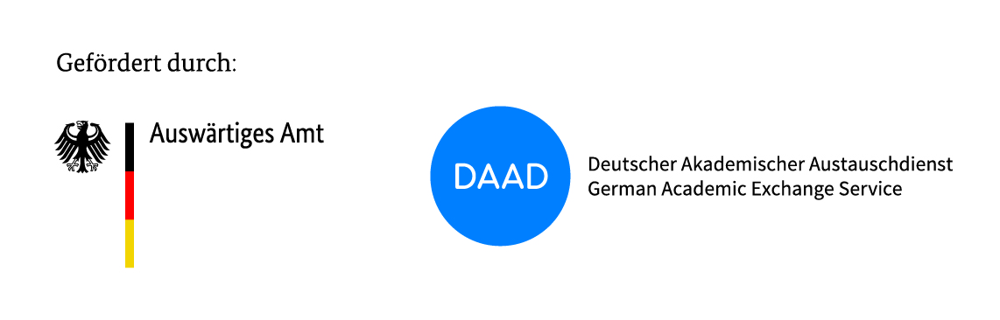 Gefördert durch:
Auswärtiges Amt
DAAD
Deutscher Akademischer Austauschdienst
German Academic Exchange Service